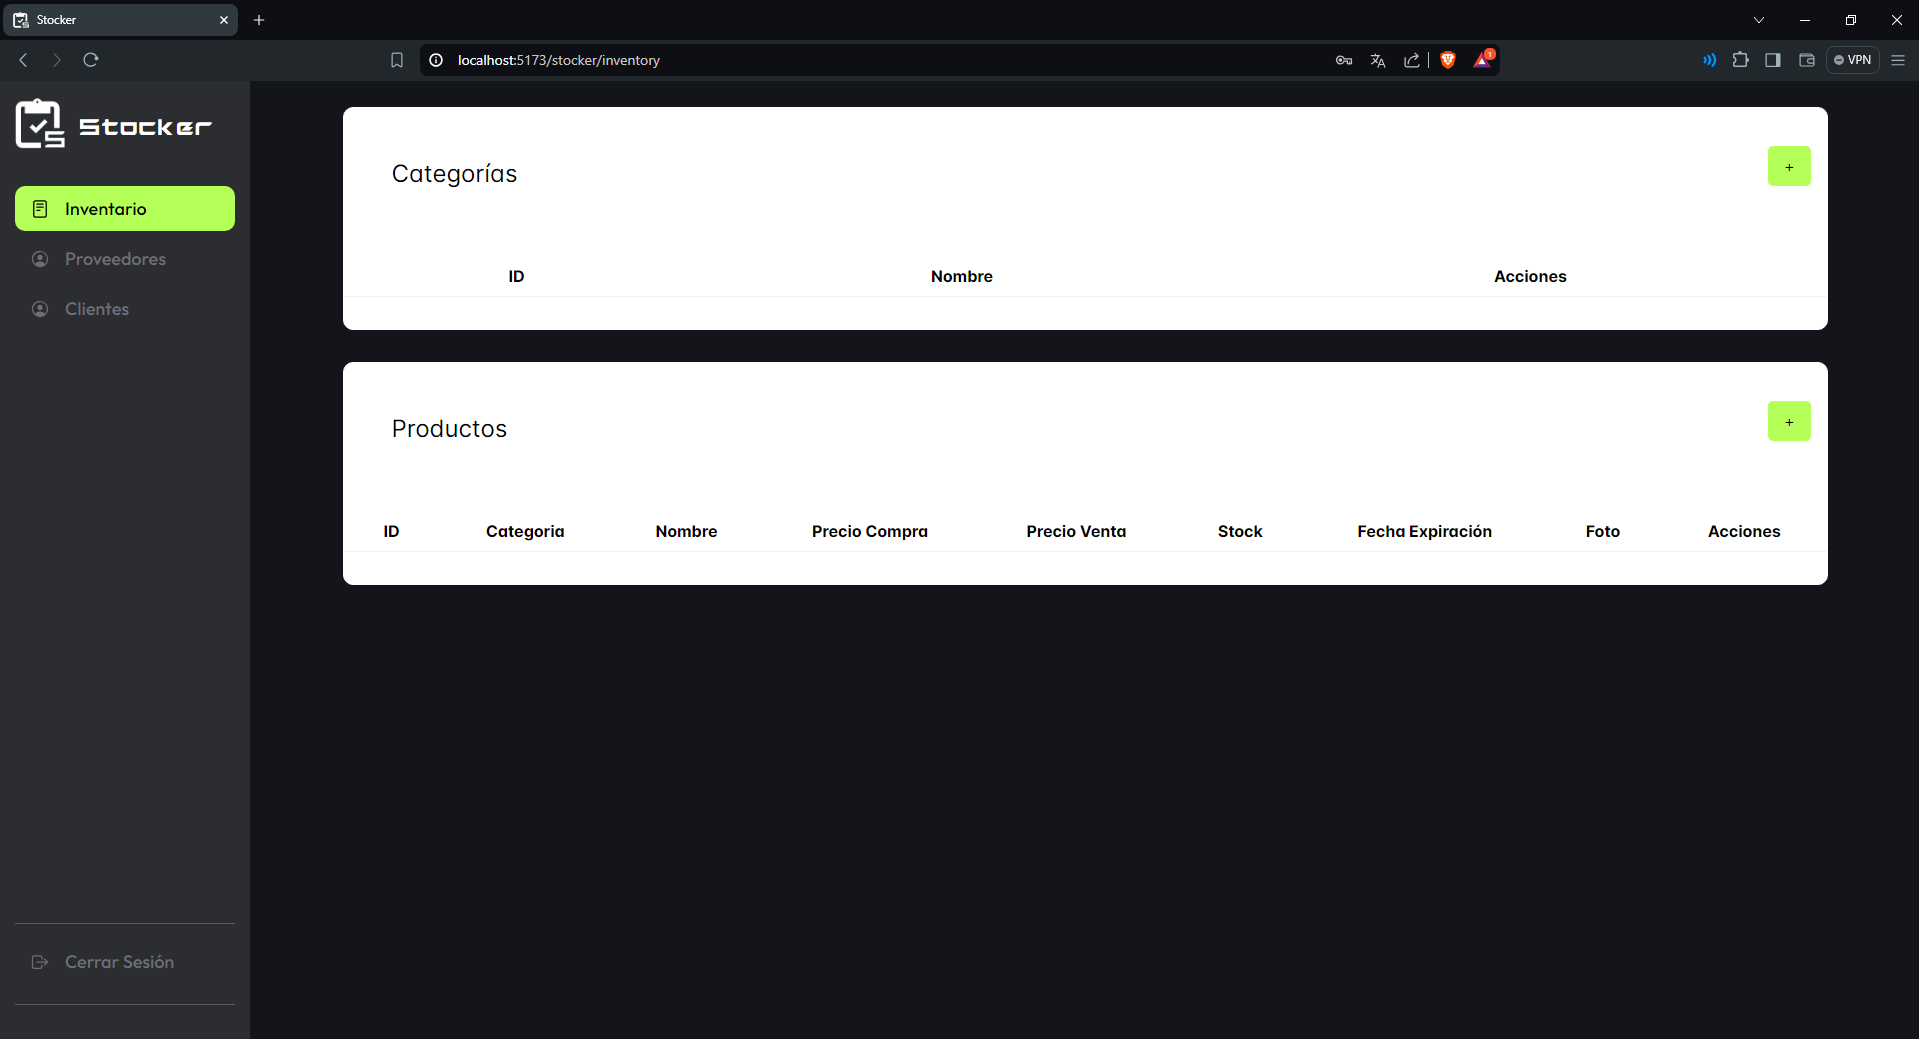 Stocker
localhost:5173/stocker/inventory
1
VPN
Stocker
Inventario
Proveedores
Clientes
Cerrar Sesión
Categorías
+
ID Nombre Acciones
Productos
+
ID Categoria Nombre Precio Compra Precio Venta Stock Fecha Expiración Foto Acciones